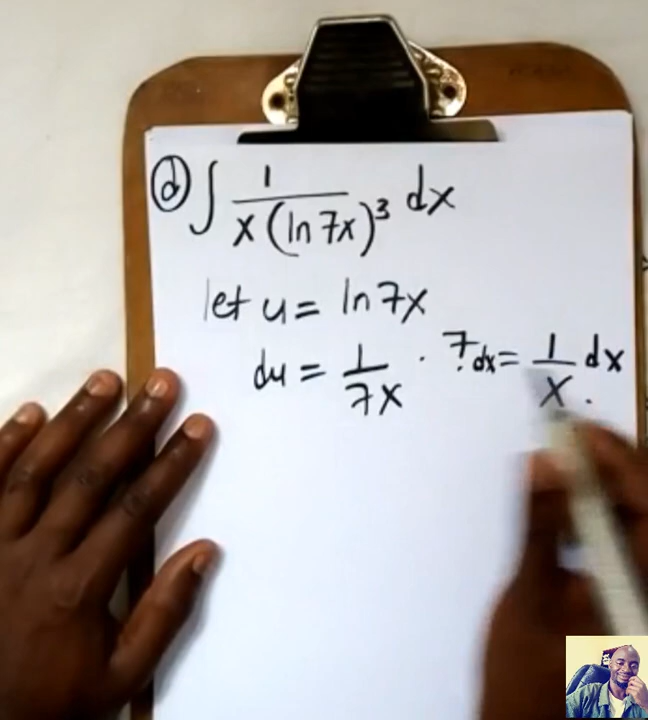 (d) ∫ 1/(x(ln 7x)³) dx
let u = ln 7x
du = 1/(7x) · 7 dx = 1/x dx.